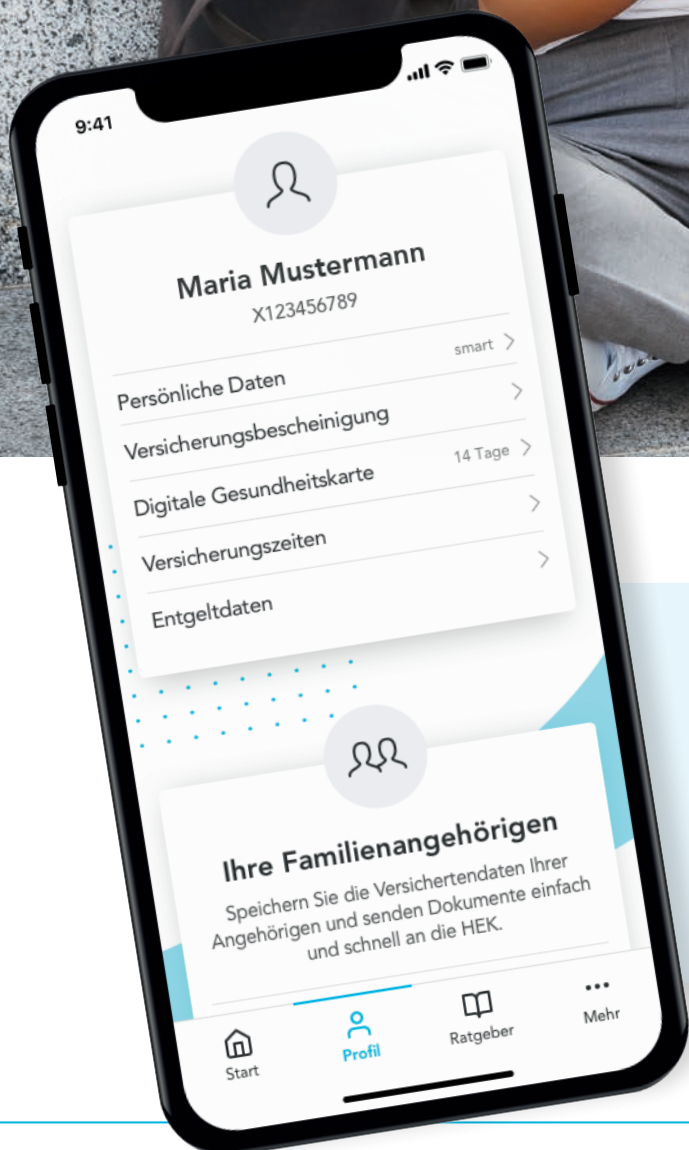 9:41
Maria Mustermann
X123456789
Persönliche Daten smart
Versicherungsbescheinigung
Digitale Gesundheitskarte 14 Tage
Versicherungszeiten
Entgeltdaten
Ihre Familienangehörigen
Speichern Sie die Versichertendaten Ihrer
Angehörigen und senden Dokumente einfach
und schnell an die HEK.
Start Profil Ratgeber Mehr